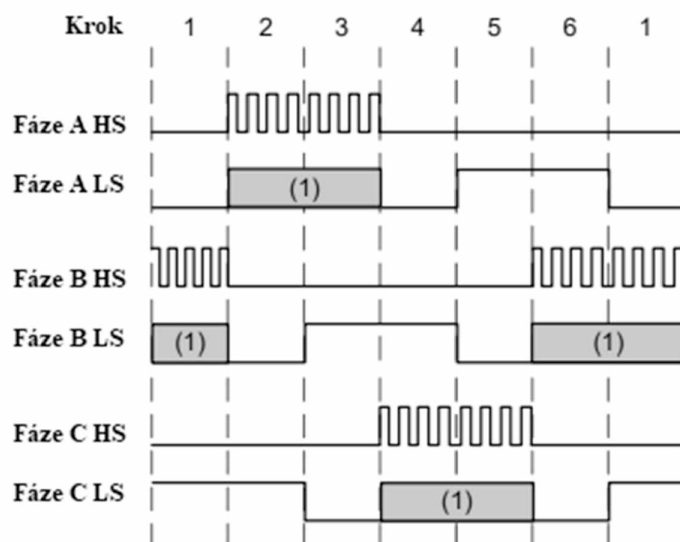 Krok 1 2 3 4 5 6 1
Fáze A HS
Fáze A LS (1)
Fáze B HS
Fáze B LS (1) (1)
Fáze C HS
Fáze C LS (1)